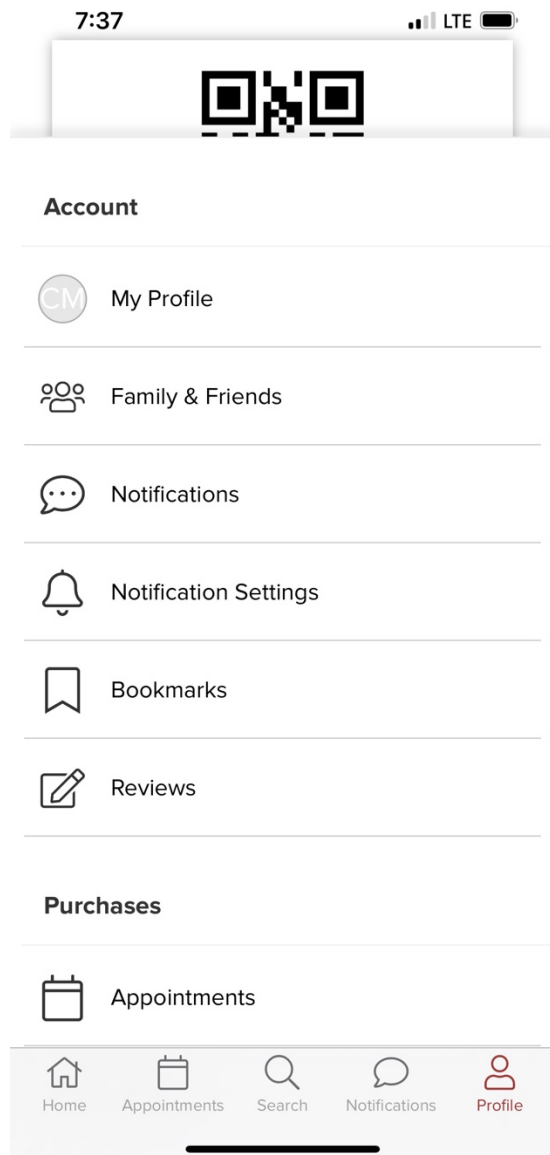 7:37 LTE
Account
CM My Profile
Family & Friends
Notifications
Notification Settings
Bookmarks
Reviews
Purchases
Appointments
Home Appointments Search Notifications Profile